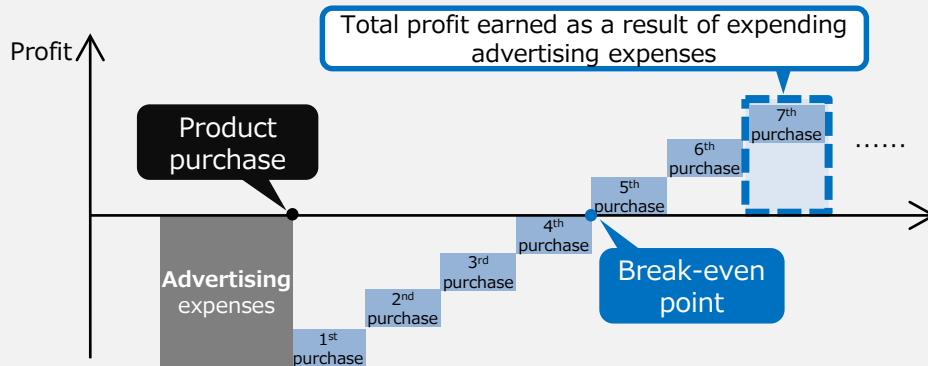 Total profit earned as a result of expending
advertising expenses
Profit
Product
purchase
7th
purchase
......
6th
purchase
5th
purchase
4th
purchase
Break-even
point
3rd
purchase
Advertising
expenses
2nd
purchase
1st
purchase